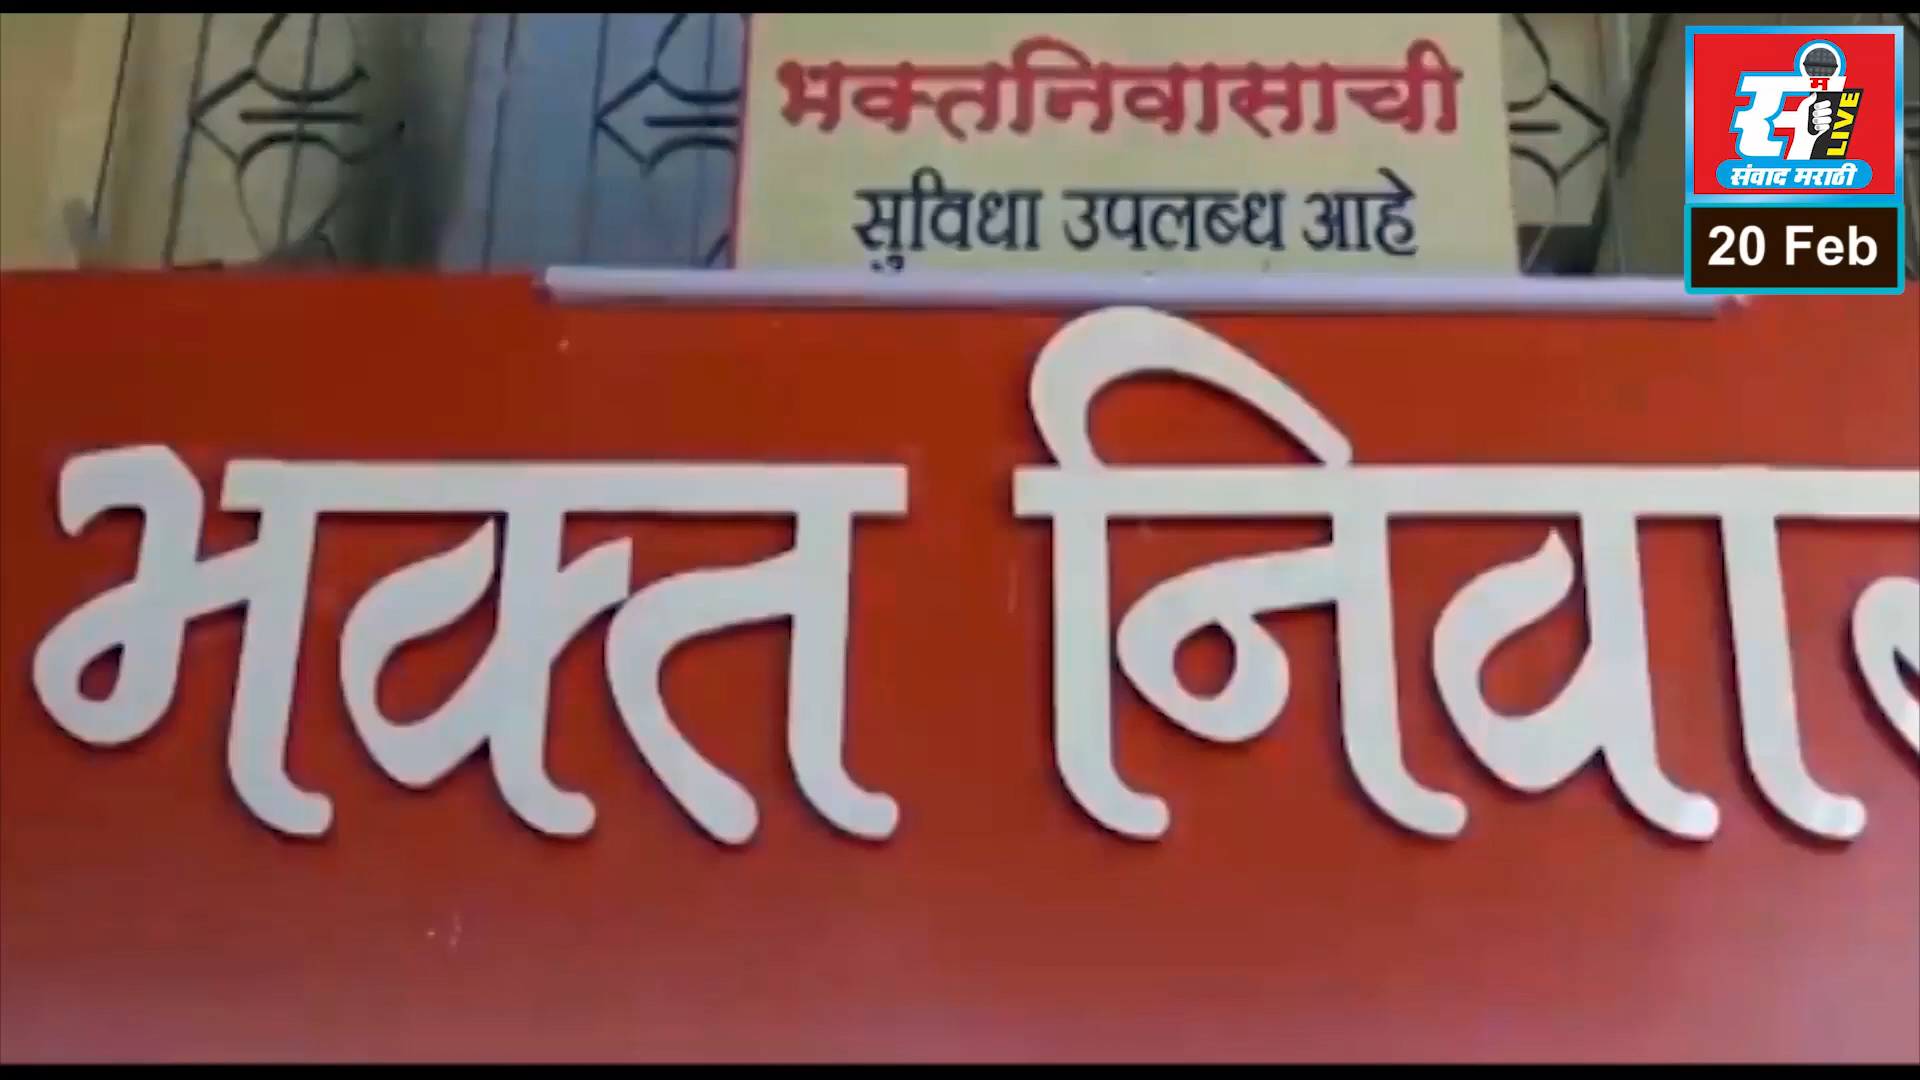 भक्तनिवासाची
सुविधा उपलब्ध आहे
स
म
LIVE
संवाद मराठी
20 Feb
भक्त निवा